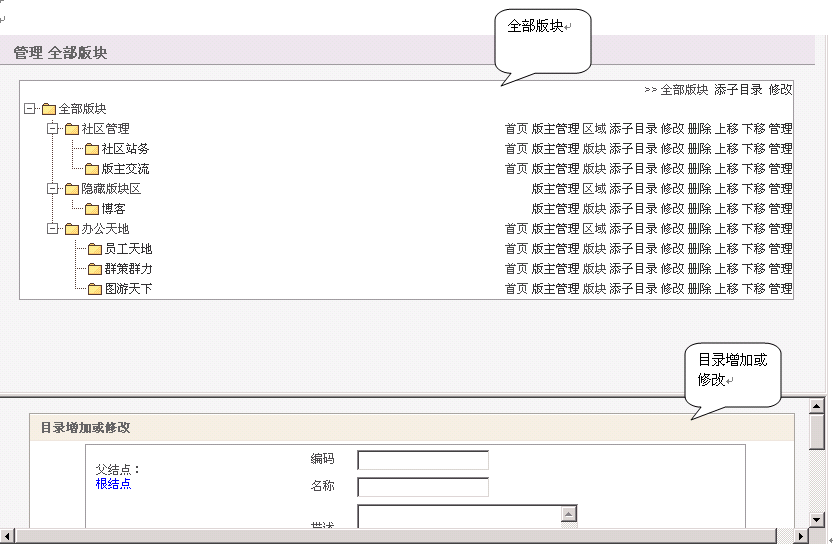 全部版块
管理 全部版块
>> 全部版块 添子目录 修改
全部版块
社区管理 首页 版主管理 区域 添子目录 修改 删除 上移 下移 管理
社区站务 首页 版主管理 版块 添子目录 修改 删除 上移 下移 管理
版主交流 首页 版主管理 版块 添子目录 修改 删除 上移 下移 管理
隐藏版块区 版主管理 区域 添子目录 修改 删除 上移 下移 管理
博客 版主管理 版块 添子目录 修改 删除 上移 下移 管理
办公天地 首页 版主管理 区域 添子目录 修改 删除 上移 下移 管理
员工天地 首页 版主管理 版块 添子目录 修改 删除 上移 下移 管理
群策群力 首页 版主管理 版块 添子目录 修改 删除 上移 下移 管理
图游天下 首页 版主管理 版块 添子目录 修改 删除 上移 下移 管理
目录增加或
修改
目录增加或修改
编码
父结点：
根结点
名称
描述